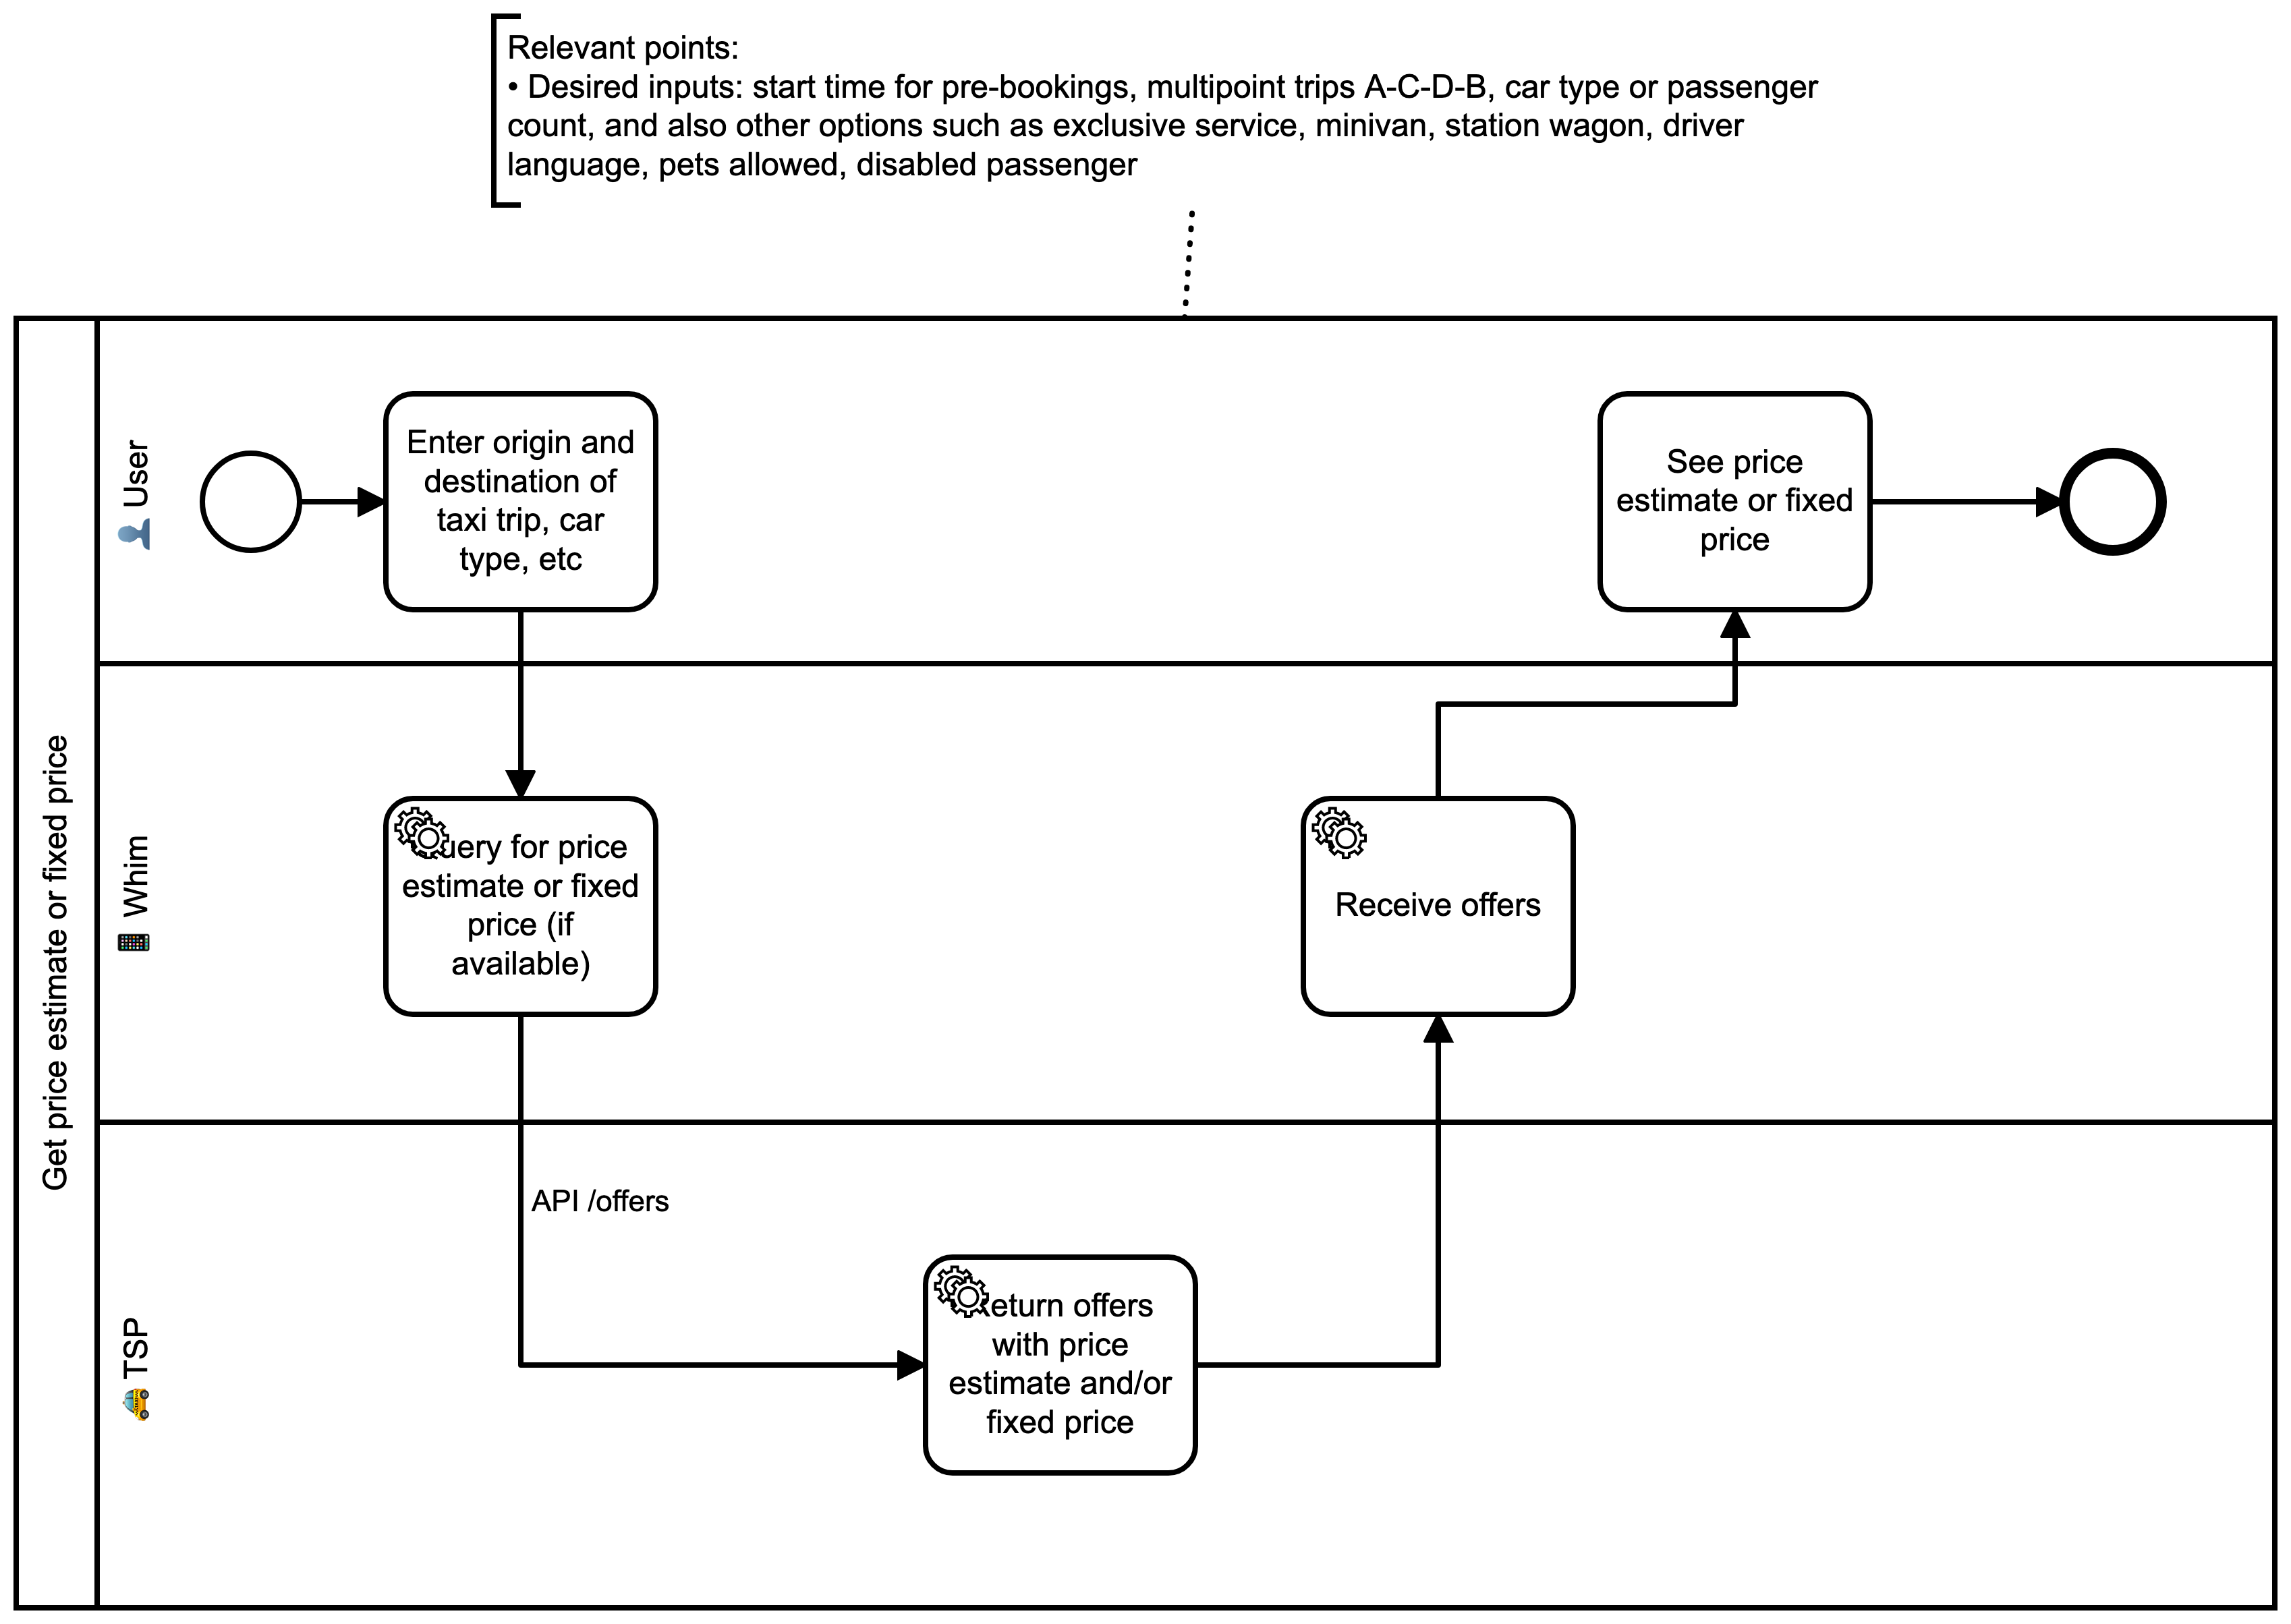 Relevant points:
• Desired inputs: start time for pre-bookings, multipoint trips A-C-D-B, car type or passenger
count, and also other options such as exclusive service, minivan, station wagon, driver
language, pets allowed, disabled passenger
Get price estimate or fixed price
User
Enter origin and
destination of
taxi trip, car
type, etc
See price
estimate or fixed
price
Whim
Query for price
estimate or fixed
price (if
available)
Receive offers
TSP
API /offers
Return offers
with price
estimate and/or
fixed price